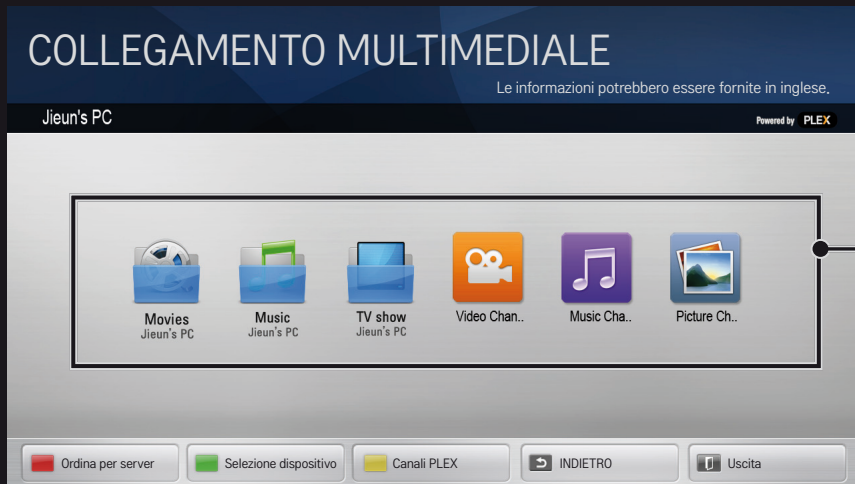 COLLEGAMENTO MULTIMEDIALE
Le informazioni potrebbero essere fornite in inglese.
Jieun's PC
Powered by PLEX
Movies
Jieun's PC
Music
Jieun's PC
TV show
Jieun's PC
Video Chan..
Music Cha..
Picture Ch..
Ordina per server
Selezione dispositivo
Canali PLEX
INDIETRO
Uscita